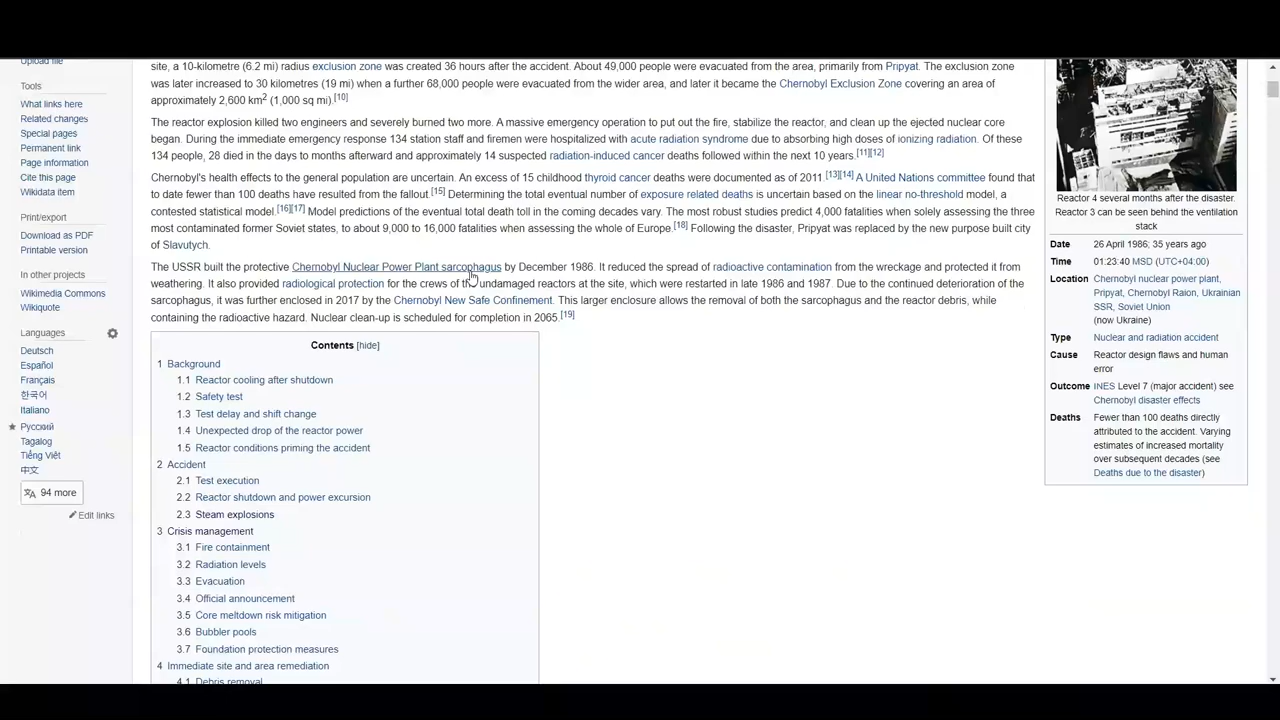 Upload file
Tools
What links here
Related changes
Special pages
Permanent link
Page information
Cite this page
Wikidata item
Print/export
Download as PDF
Printable version
In other projects
Wikimedia Commons
Wikiquote
Languages
Deutsch
Español
Français
한국어
Italiano
Русский
Tagalog
Tiếng Việt
中文
94 more
Edit links
site, a 10-kilometre (6.2 mi) radius exclusion zone was created 36 hours after the accident. About 49,000 people were evacuated from the area, primarily from Pripyat. The exclusion zone
was later increased to 30 kilometres (19 mi) when a further 68,000 people were evacuated from the wider area, and later it became the Chernobyl Exclusion Zone covering an area of
approximately 2,600 km² (1,000 sq mi).[10]
The reactor explosion killed two engineers and severely burned two more. A massive emergency operation to put out the fire, stabilize the reactor, and clean up the ejected nuclear core
began. During the immediate emergency response 134 station staff and firemen were hospitalized with acute radiation syndrome due to absorbing high doses of ionizing radiation. Of these
134 people, 28 died in the days to months afterward and approximately 14 suspected radiation-induced cancer deaths followed within the next 10 years.[11][12]
Chernobyl's health effects to the general population are uncertain. An excess of 15 childhood thyroid cancer deaths were documented as of 2011.[13][14] A United Nations committee found that
to date fewer than 100 deaths have resulted from the fallout.[15] Determining the total eventual number of exposure related deaths is uncertain based on the linear no-threshold model, a
contested statistical model.[16][17] Model predictions of the eventual total death toll in the coming decades vary. The most robust studies predict 4,000 fatalities when solely assessing the three
most contaminated former Soviet states, to about 9,000 to 16,000 fatalities when assessing the whole of Europe.[18] Following the disaster, Pripyat was replaced by the new purpose built city
of Slavutych.
The USSR built the protective Chernobyl Nuclear Power Plant sarcophagus by December 1986. It reduced the spread of radioactive contamination from the wreckage and protected it from
weathering. It also provided radiological protection for the crews of the undamaged reactors at the site, which were restarted in late 1986 and 1987. Due to the continued deterioration of the
sarcophagus, it was further enclosed in 2017 by the Chernobyl New Safe Confinement. This larger enclosure allows the removal of both the sarcophagus and the reactor debris, while
containing the radioactive hazard. Nuclear clean-up is scheduled for completion in 2065.[19]
Contents [hide]
1 Background
1.1 Reactor cooling after shutdown
1.2 Safety test
1.3 Test delay and shift change
1.4 Unexpected drop of the reactor power
1.5 Reactor conditions priming the accident
2 Accident
2.1 Test execution
2.2 Reactor shutdown and power excursion
2.3 Steam explosions
3 Crisis management
3.1 Fire containment
3.2 Radiation levels
3.3 Evacuation
3.4 Official announcement
3.5 Core meltdown risk mitigation
3.6 Bubbler pools
3.7 Foundation protection measures
4 Immediate site and area remediation
4.1 Debris removal
Reactor 4 several months after the disaster.
Reactor 3 can be seen behind the ventilation
stack
Date 26 April 1986; 35 years ago
Time 01:23:40 MSD (UTC+04:00)
Location Chernobyl nuclear power plant,
Pripyat, Chernobyl Raion, Ukrainian
SSR, Soviet Union
(now Ukraine)
Type Nuclear and radiation accident
Cause Reactor design flaws and human
error
Outcome INES Level 7 (major accident) see
Chernobyl disaster effects
Deaths Fewer than 100 deaths directly
attributed to the accident. Varying
estimates of increased mortality
over subsequent decades (see
Deaths due to the disaster)